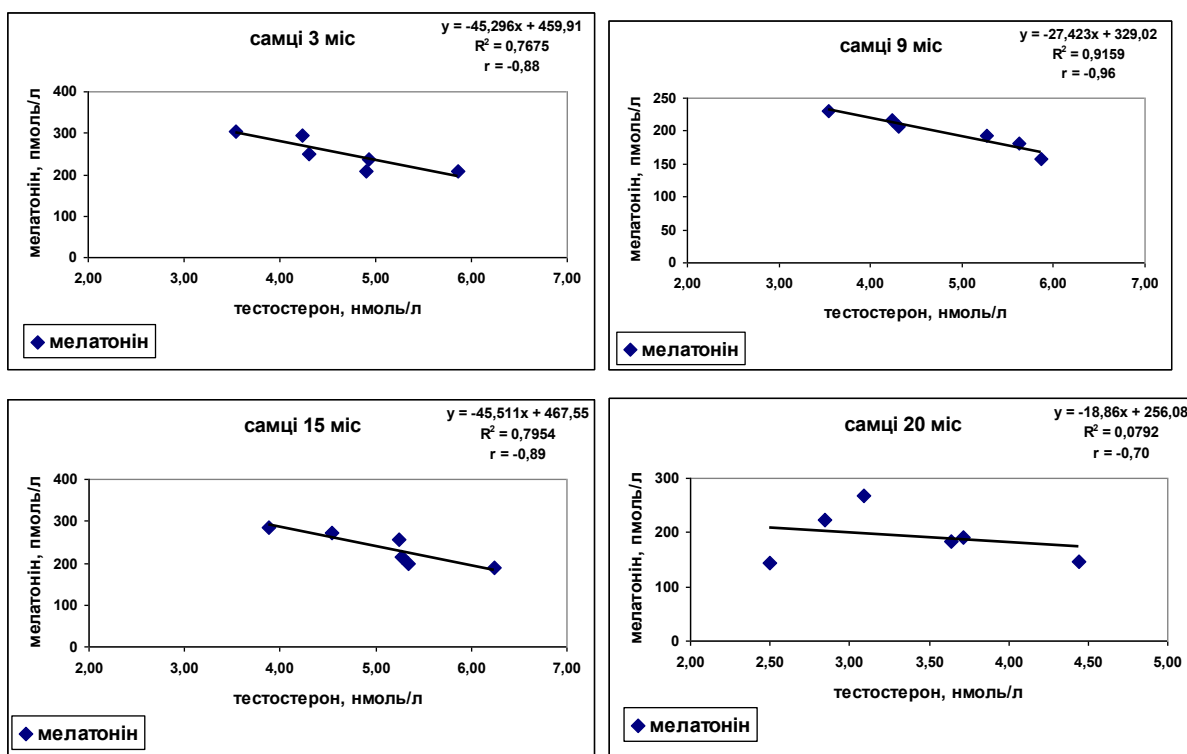 самці 3 міс
y = -45,296x + 459,91
R² = 0,7675
r = -0,88
мелатонін, пмоль/л
400
300
200
100
0
2,00 3,00 4,00 5,00 6,00 7,00
тестостерон, нмоль/л
мелатонін
самці 9 міс
y = -27,423x + 329,02
R² = 0,9159
r = -0,96
мелатонін, пмоль/л
250
200
150
100
50
0
2,00 3,00 4,00 5,00 6,00 7,00
тестостерон, нмоль/л
мелатонін
самці 15 міс
y = -45,511x + 467,55
R² = 0,7954
r = -0,89
мелатонін, пмоль/л
400
300
200
100
0
2,00 3,00 4,00 5,00 6,00 7,00
тестостерон, нмоль/л
мелатонін
самці 20 міс
y = -18,86x + 256,08
R² = 0,0792
r = -0,70
мелатонін, пмоль/л
300
200
100
0
2,00 2,50 3,00 3,50 4,00 4,50 5,00
тестостерон, нмоль/л
мелатонін